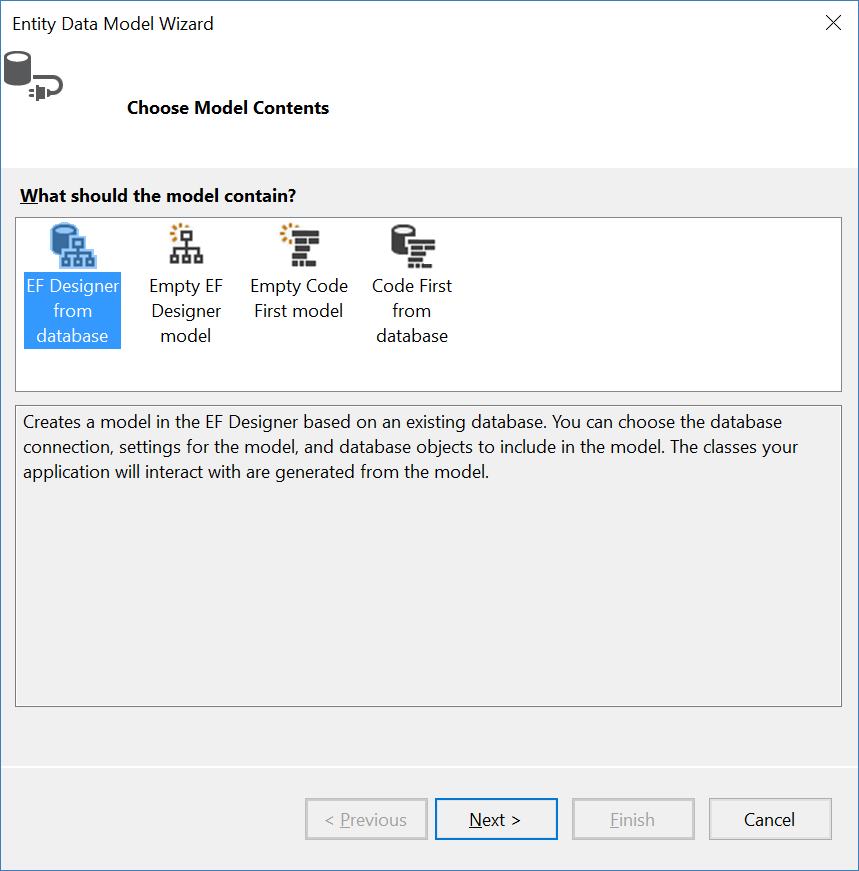 Entity Data Model Wizard
Choose Model Contents
What should the model contain?
EF Designer
from
database
Empty EF
Designer
model
Empty Code
First model
Code First
from
database
Creates a model in the EF Designer based on an existing database. You can choose the database
connection, settings for the model, and database objects to include in the model. The classes your
application will interact with are generated from the model.
< Previous
Next >
Finish
Cancel